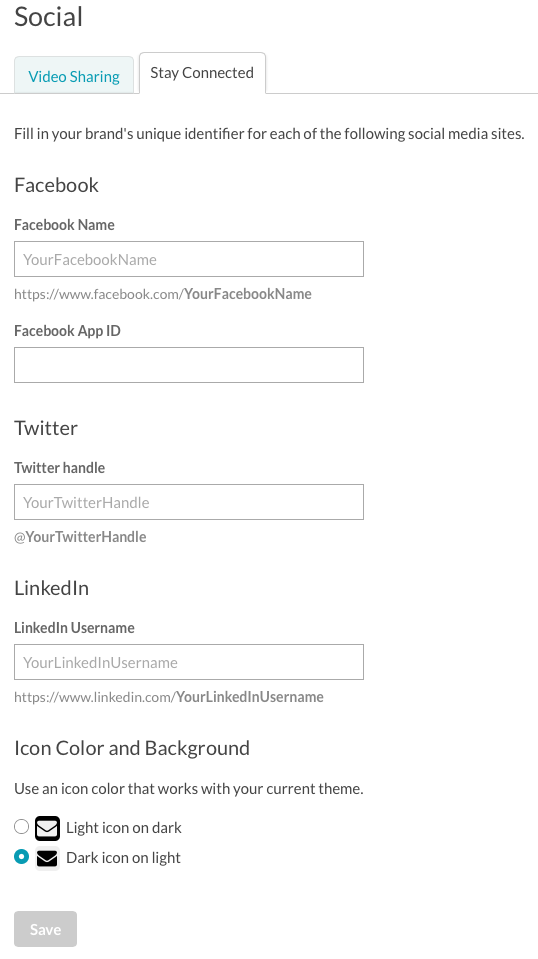 Social
Video Sharing
Stay Connected
Fill in your brand's unique identifier for each of the following social media sites.
Facebook
Facebook Name
YourFacebookName
https://www.facebook.com/YourFacebookName
Facebook App ID
Twitter
Twitter handle
YourTwitterHandle
@YourTwitterHandle
LinkedIn
LinkedIn Username
YourLinkedInUsername
https://www.linkedin.com/YourLinkedInUsername
Icon Color and Background
Use an icon color that works with your current theme.
Light icon on dark
Dark icon on light
Save